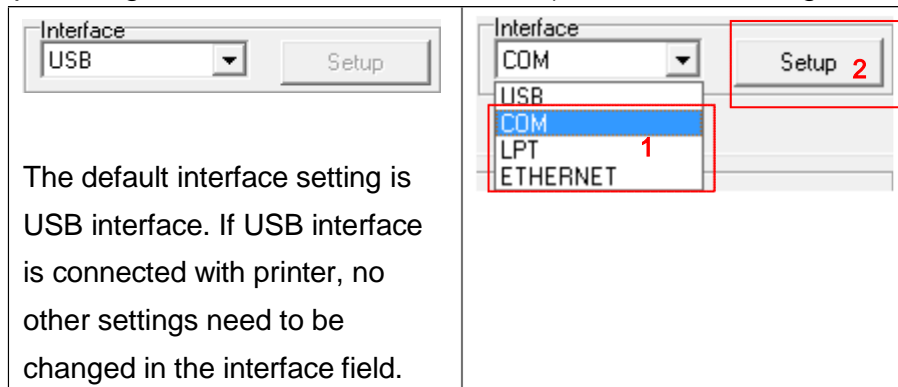 Interface
USB
Setup
The default interface setting is
USB interface. If USB interface
is connected with printer, no
other settings need to be
changed in the interface field.
Interface
COM
Setup 2
USB
COM
LPT 1
ETHERNET